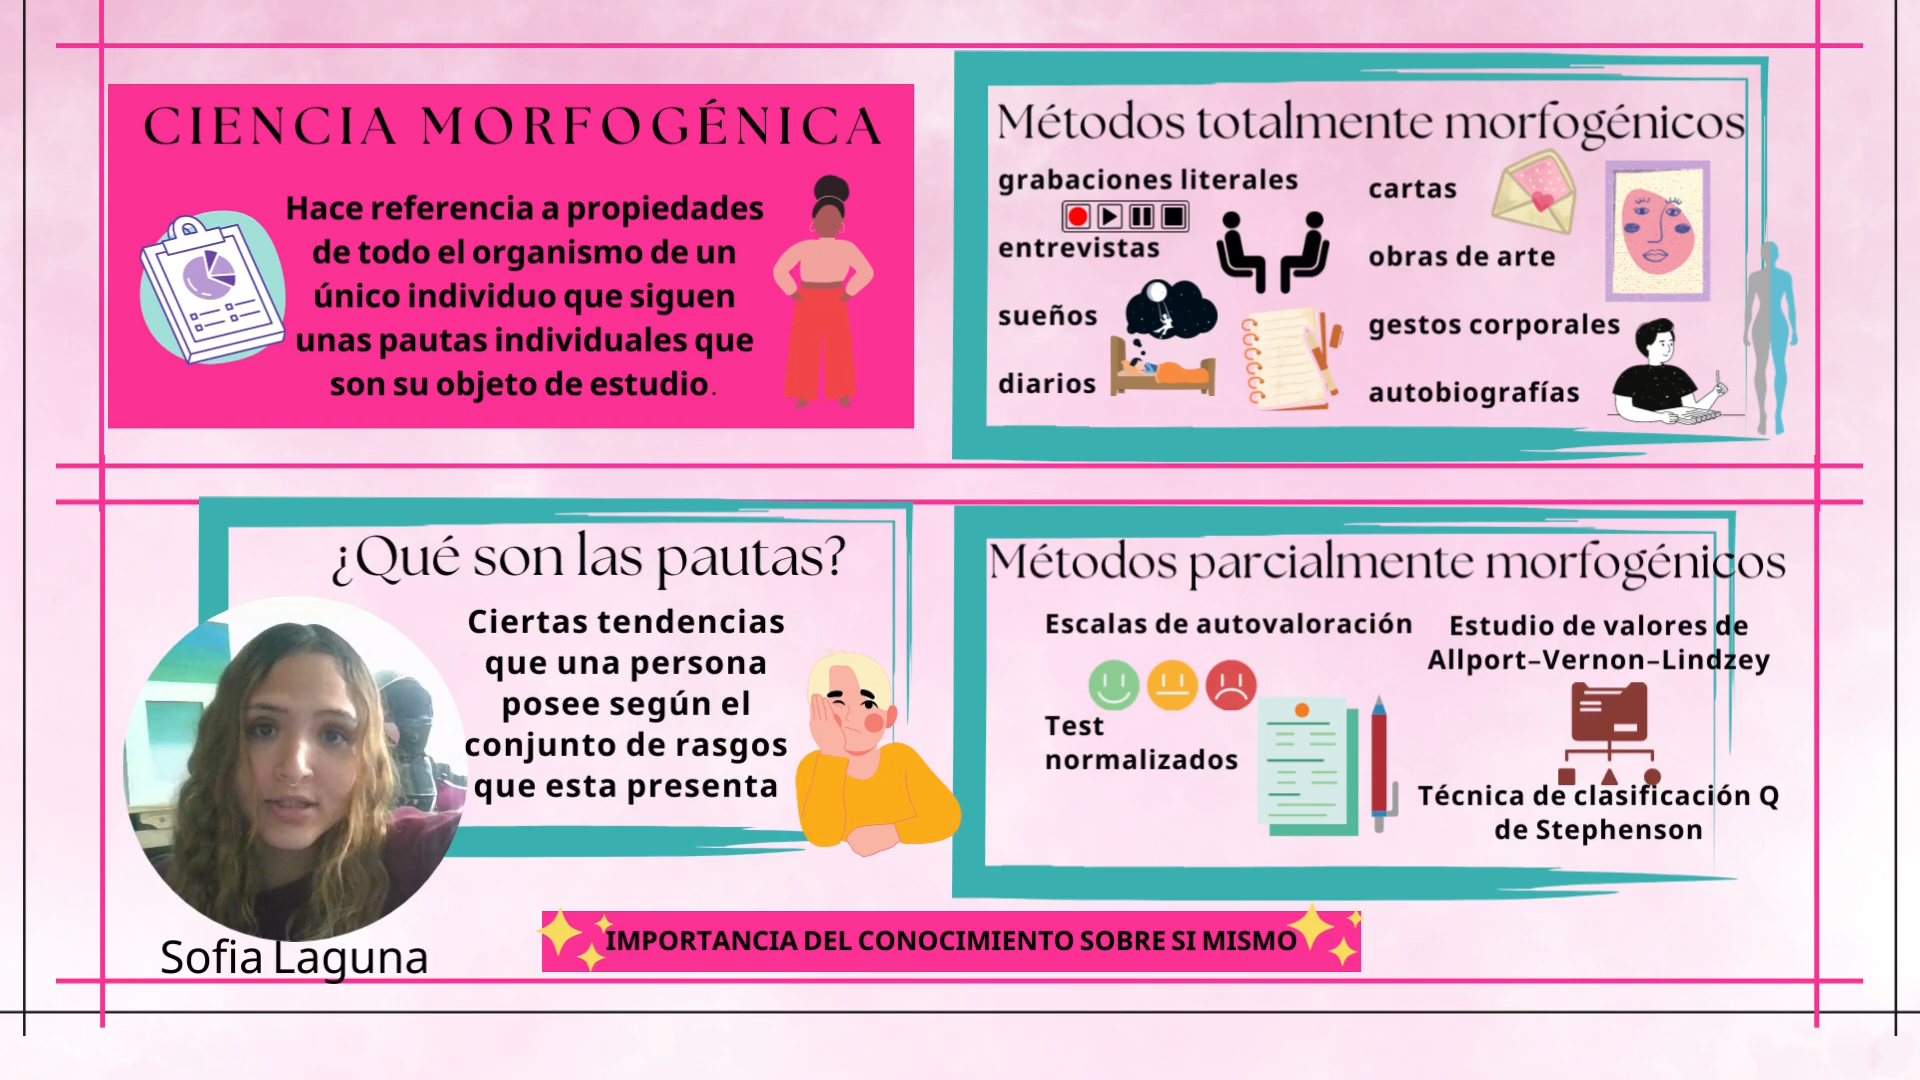 CIENCIA MORFOGÉNICA
Hace referencia a propiedades
de todo el organismo de un
único individuo que siguen
unas pautas individuales que
son su objeto de estudio.
Métodos totalmente morfogénicos
grabaciones literales
entrevistas
sueños
diarios
cartas
obras de arte
gestos corporales
autobiografías
¿Qué son las pautas?
Ciertas tendencias
que una persona
posee según el
conjunto de rasgos
que esta presenta
Sofia Laguna
Métodos parcialmente morfogénicos
Escalas de autovaloración
Test
normalizados
Estudio de valores de
Allport–Vernon–Lindzey
Técnica de clasificación Q
de Stephenson
IMPORTANCIA DEL CONOCIMIENTO SOBRE SI MISMO